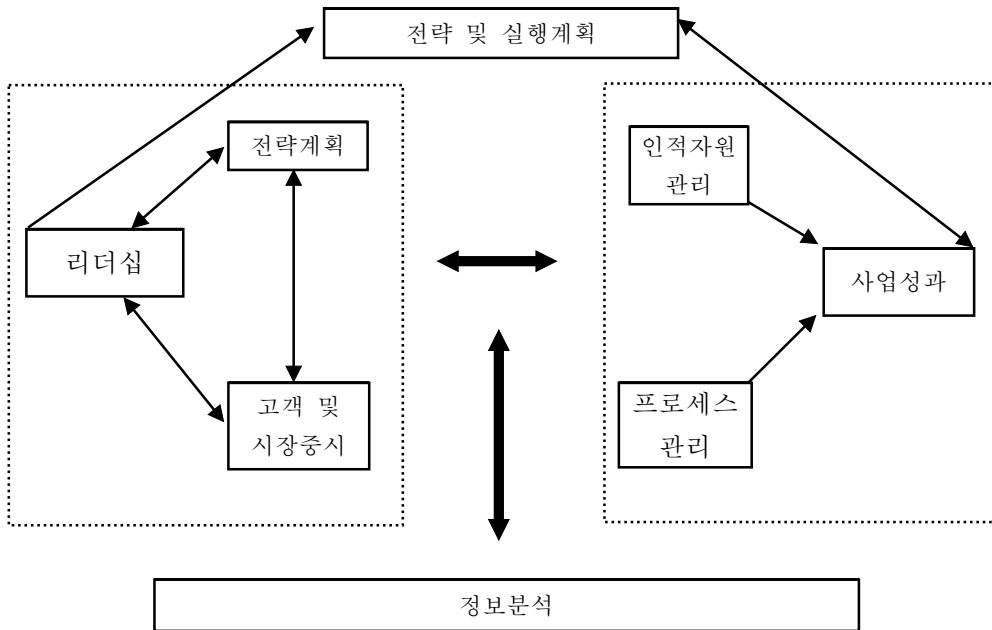 전략 및 실행계획
전략계획
리더십
고객 및
시장중시
인적자원
관리
사업성과
프로세스
관리
정보분석